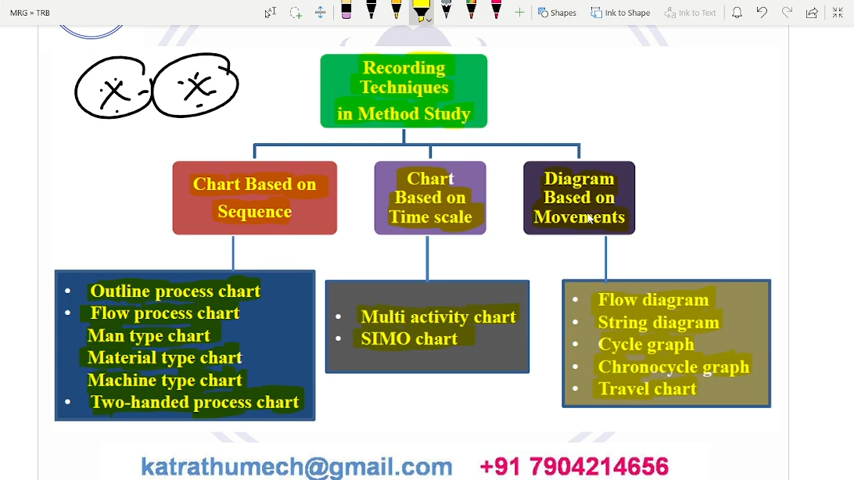 MRG » TRB
Shapes
Ink to Shape
Ink to Text
Recording
Techniques
in Method Study
Chart Based on
Sequence
Chart
Based on
Time scale
Diagram
Based on
Movements
• Outline process chart
• Flow process chart
Man type chart
Material type chart
Machine type chart
• Two-handed process chart
• Multi activity chart
• SIMO chart
• Flow diagram
• String diagram
• Cycle graph
• Chronocycle graph
• Travel chart
katrathumech@gmail.com +91 7904214656